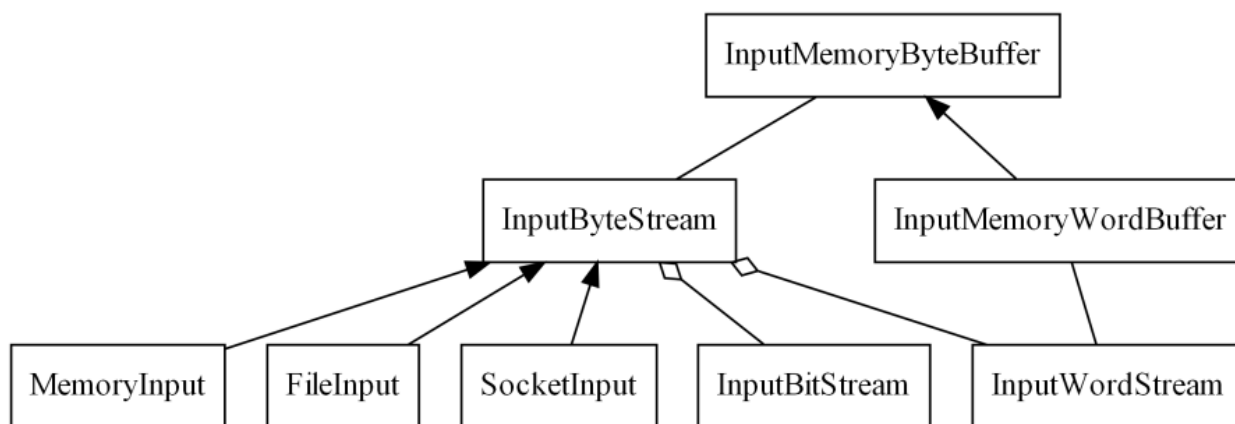 InputMemoryByteBuffer
InputByteStream
InputMemoryWordBuffer
MemoryInput
FileInput
SocketInput
InputBitStream
InputWordStream